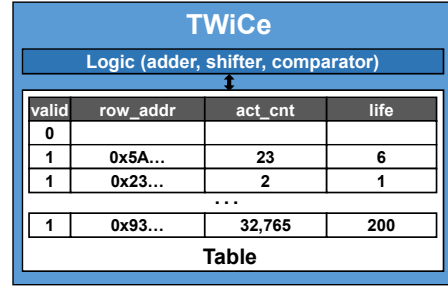 TWiCe
Logic (adder, shifter, comparator)
valid row_addr act_cnt life
0
1 0x5A… 23 6
1 0x23… 2 1
...
1 0x93… 32,765 200
Table